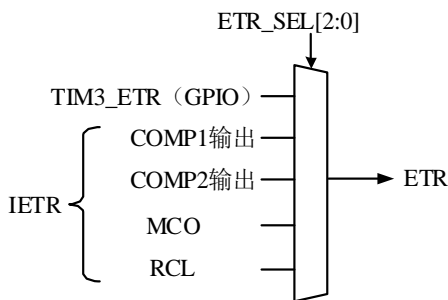 ETR_SEL[2:0]
TIM3_ETR（GPIO）
COMP1输出
COMP2输出
ETR
IETR
MCO
RCL